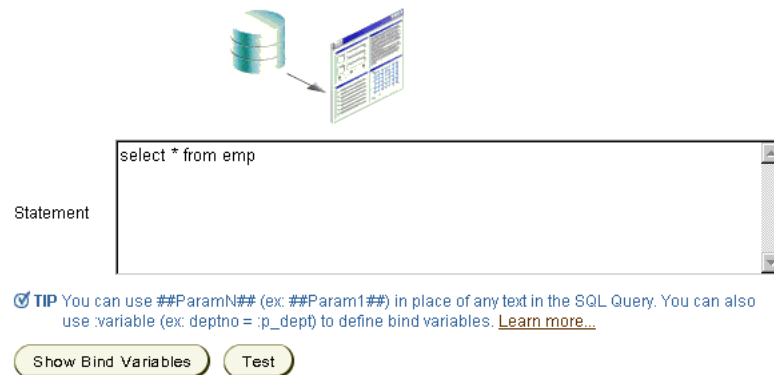 select * from emp
Statement
TIP You can use ##ParamN## (ex: ##Param1##) in place of any text in the SQL Query. You can also
use :variable (ex: deptno = :p_dept) to define bind variables. Learn more...
Show Bind Variables Test